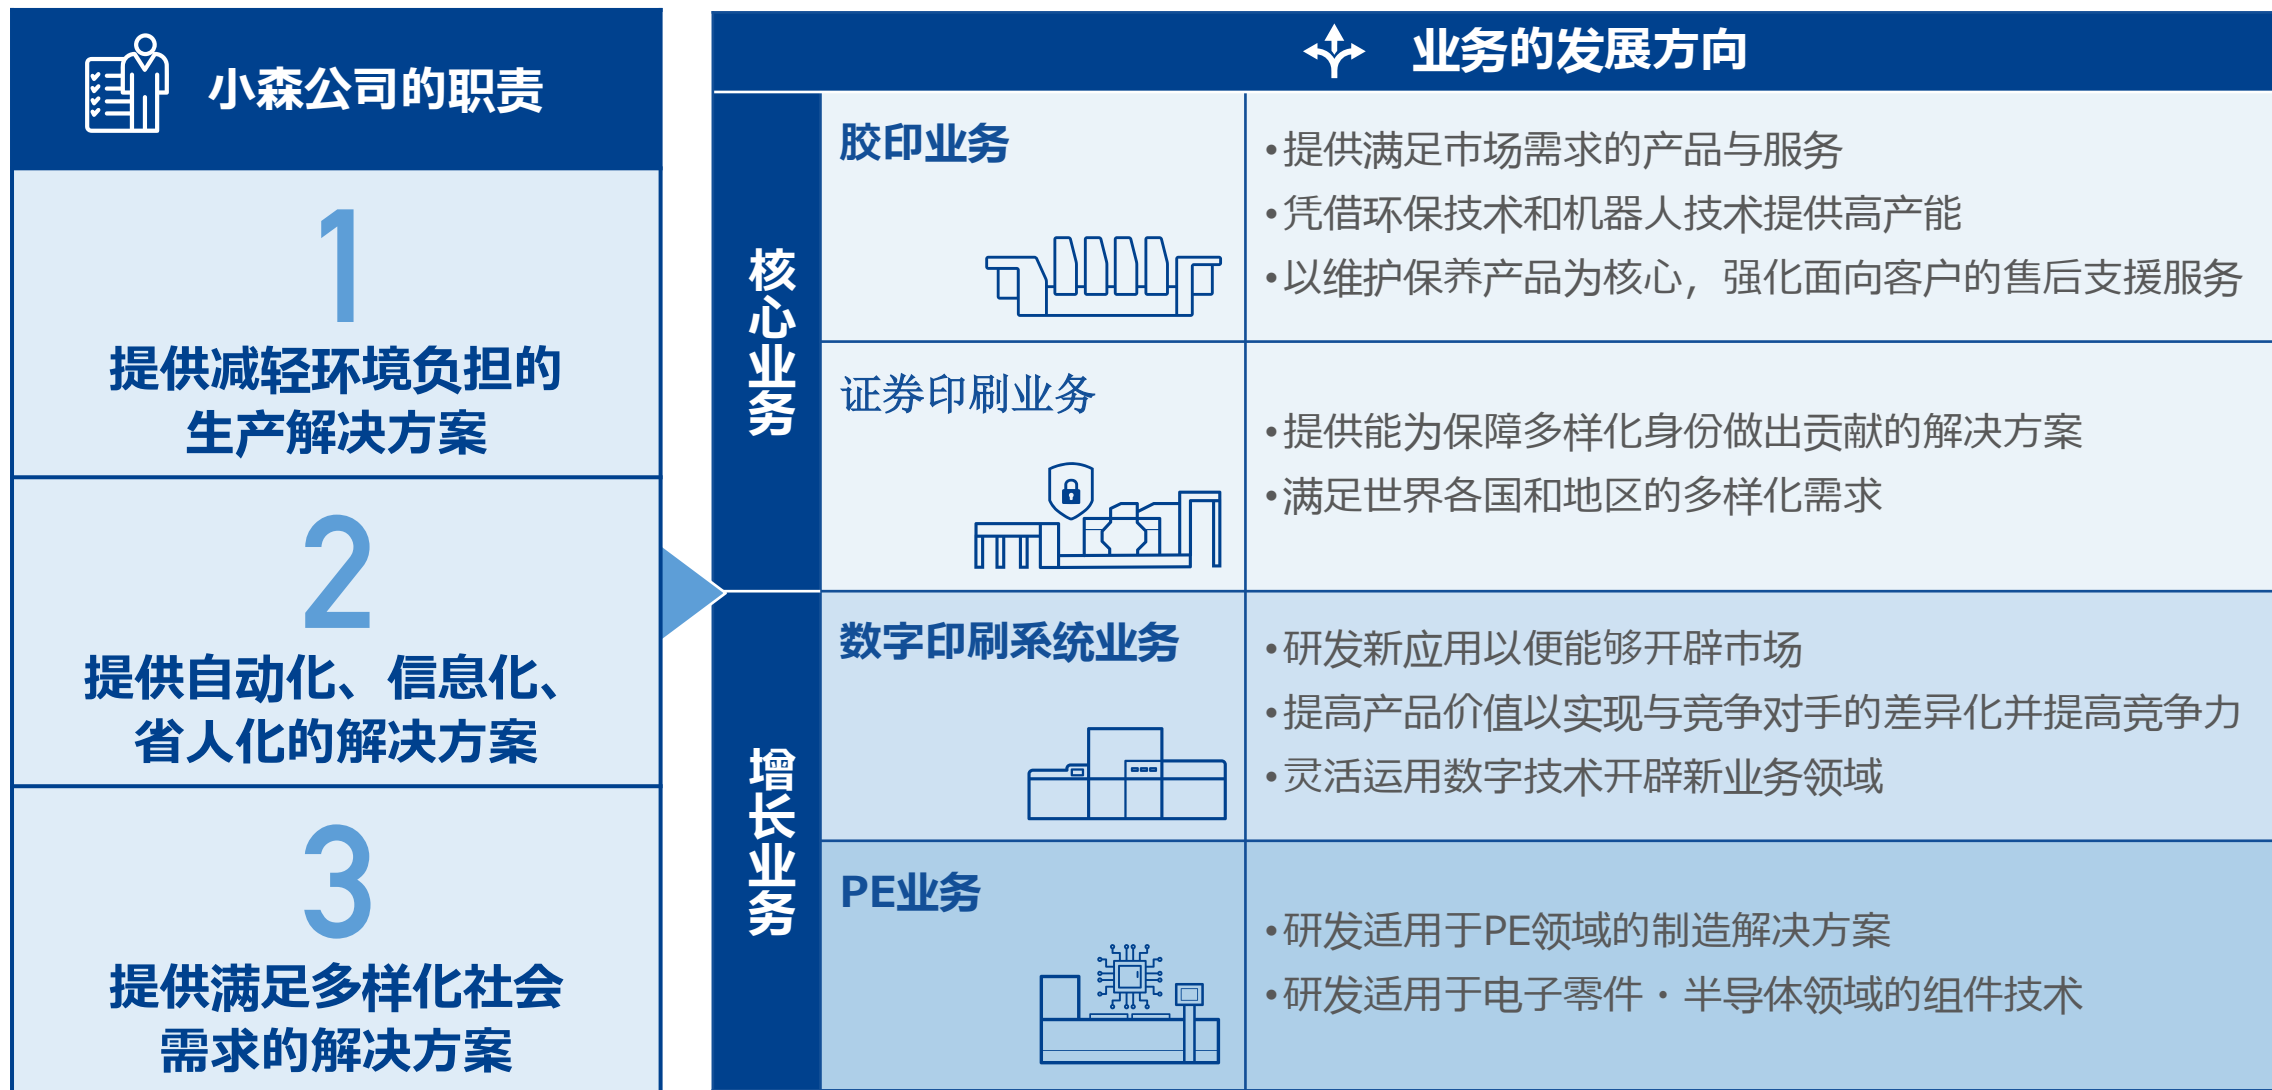 小森公司的职责
1
提供减轻环境负担的
生产解决方案
2
提供自动化、信息化、
省人化的解决方案
3
提供满足多样化社会
需求的解决方案
业务的发展方向
核心业务
胶印业务
•提供满足市场需求的产品与服务
•凭借环保技术和机器人技术提供高产能
•以维护保养产品为核心，强化面向客户的售后支援服务
证券印刷业务
•提供能为保障多样化身份做出贡献的解决方案
•满足世界各国和地区的多样化需求
增长业务
数字印刷系统业务
•研发新应用以便能够开辟市场
•提高产品价值以实现与竞争对手的差异化并提高竞争力
•灵活运用数字技术开辟新业务领域
PE业务
•研发适用于PE领域的制造解决方案
•研发适用于电子零件・半导体领域的组件技术